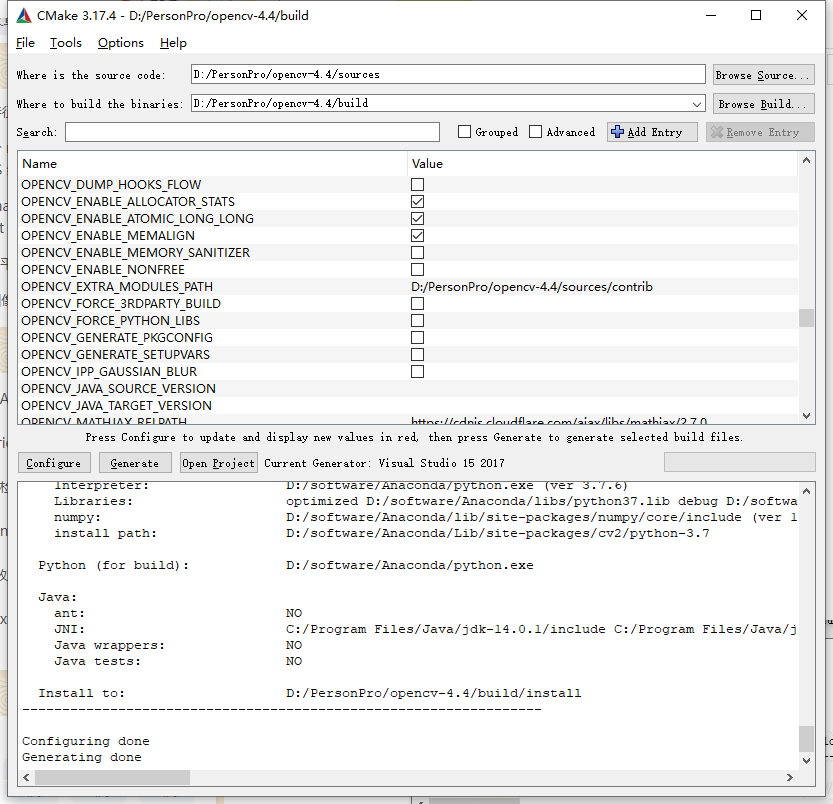 CMake 3.17.4 - D:/PersonPro/opencv-4.4/build
File Tools Options Help
Where is the source code: D:/PersonPro/opencv-4.4/sources Browse Source...
Where to build the binaries: D:/PersonPro/opencv-4.4/build Browse Build...
Search: Grouped Advanced Add Entry Remove Entry
Name Value
OPENCV_DUMP_HOOKS_FLOW
OPENCV_ENABLE_ALLOCATOR_STATS
OPENCV_ENABLE_ATOMIC_LONG_LONG
OPENCV_ENABLE_MEMALIGN
OPENCV_ENABLE_MEMORY_SANITIZER
OPENCV_ENABLE_NONFREE
OPENCV_EXTRA_MODULES_PATH D:/PersonPro/opencv-4.4/sources/contrib
OPENCV_FORCE_3RDPARTY_BUILD
OPENCV_FORCE_PYTHON_LIBS
OPENCV_GENERATE_PKGCONFIG
OPENCV_GENERATE_SETUPVARS
OPENCV_IPP_GAUSSIAN_BLUR
OPENCV_JAVA_SOURCE_VERSION
OPENCV_JAVA_TARGET_VERSION
OPENCV_MATHJAX_RELPATH https://cdnjs.cloudflare.com/ajax/libs/mathjax/2.7.0
Press Configure to update and display new values in red, then press Generate to generate selected build files.
Configure Generate Open Project Current Generator: Visual Studio 15 2017
Interpreter: D:/software/Anaconda/python.exe (ver 3.7.6)
Libraries: optimized D:/software/Anaconda/libs/python37.lib debug D:/softwa
numpy: D:/software/Anaconda/lib/site-packages/numpy/core/include (ver 1
install path: D:/software/Anaconda/Lib/site-packages/cv2/python-3.7
Python (for build): D:/software/Anaconda/python.exe
Java:
ant: NO
JNI: C:/Program Files/Java/jdk-14.0.1/include C:/Program Files/Java/j
Java wrappers: NO
Java tests: NO
Install to: D:/PersonPro/opencv-4.4/build/install
-----------------------------------------------------------------
Configuring done
Generating done